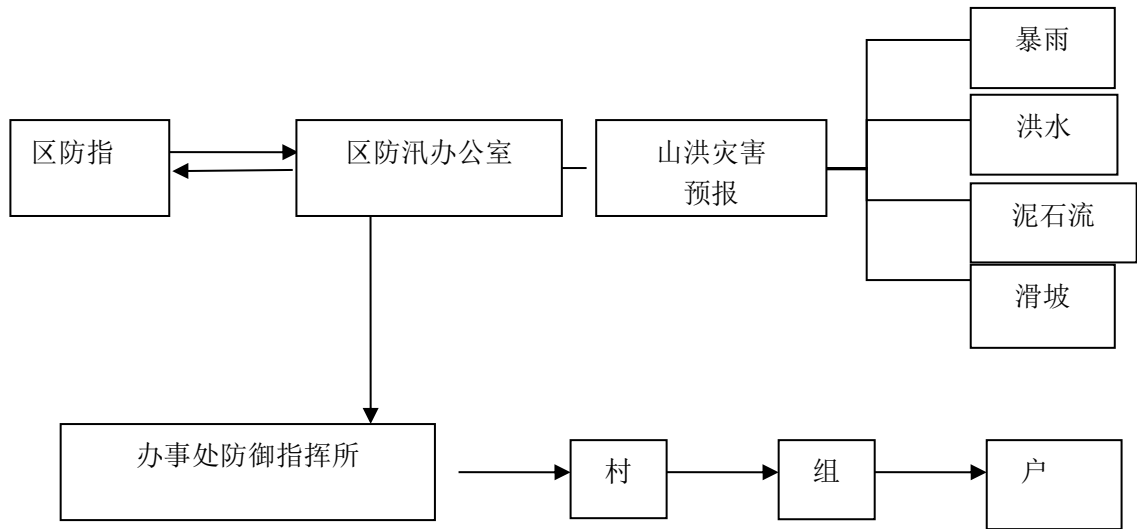 暴雨
洪水
区防指
区防汛办公室
山洪灾害
预报
泥石流
滑坡
办事处防御指挥所
村
组
户